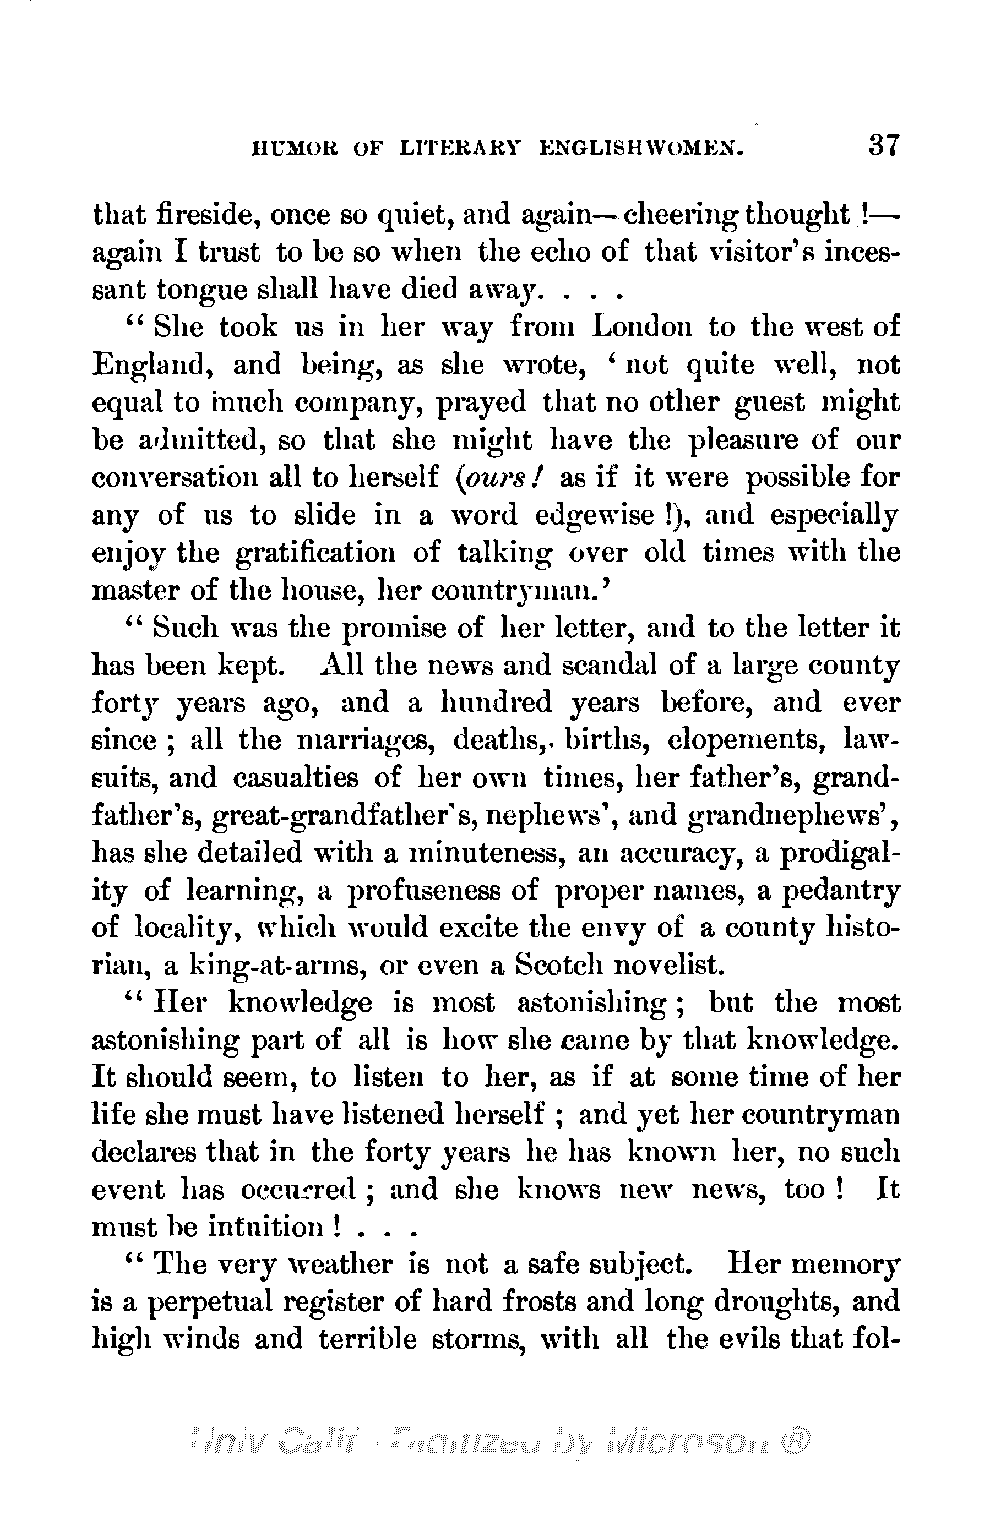 HUMOR OF LITERARY ENGLISHWOMEN. 37
that fireside, once so quiet, and again—cheering thought !—
again I trust to be so when the echo of that visitor's inces-
sant tongue shall have died away. . . .
“ She took us in her way from London to the west of
England, and being, as she wrote, ‘ not quite well, not
equal to much company, prayed that no other guest might
be admitted, so that she might have the pleasure of our
conversation all to herself (ours ! as if it were possible for
any of us to slide in a word edgewise !), and especially
enjoy the gratification of talking over old times with the
master of the house, her countryman.’
“ Such was the promise of her letter, and to the letter it
has been kept. All the news and scandal of a large county
forty years ago, and a hundred years before, and ever
since ; all the marriages, deaths, births, elopements, law-
suits, and casualties of her own times, her father's, grand-
father's, great-grandfather's, nephews', and grandnephews',
has she detailed with a minuteness, an accuracy, a prodigal-
ity of learning, a profuseness of proper names, a pedantry
of locality, which would excite the envy of a county histo-
rian, a king-at-arms, or even a Scotch novelist.
“ Her knowledge is most astonishing ; but the most
astonishing part of all is how she came by that knowledge.
It should seem, to listen to her, as if at some time of her
life she must have listened herself ; and yet her countryman
declares that in the forty years he has known her, no such
event has occurred ; and she knows new news, too ! It
must be intuition ! . . .
“ The very weather is not a safe subject. Her memory
is a perpetual register of hard frosts and long droughts, and
high winds and terrible storms, with all the evils that fol-
Univ Calif - Digitized by Microsoft ®